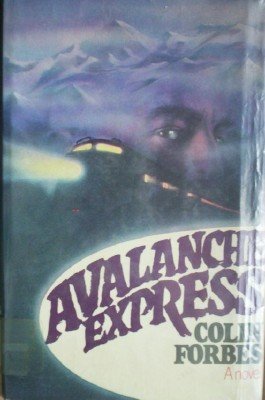 AVALANCHE
EXPRESS
COLIN
FORBES
A novel